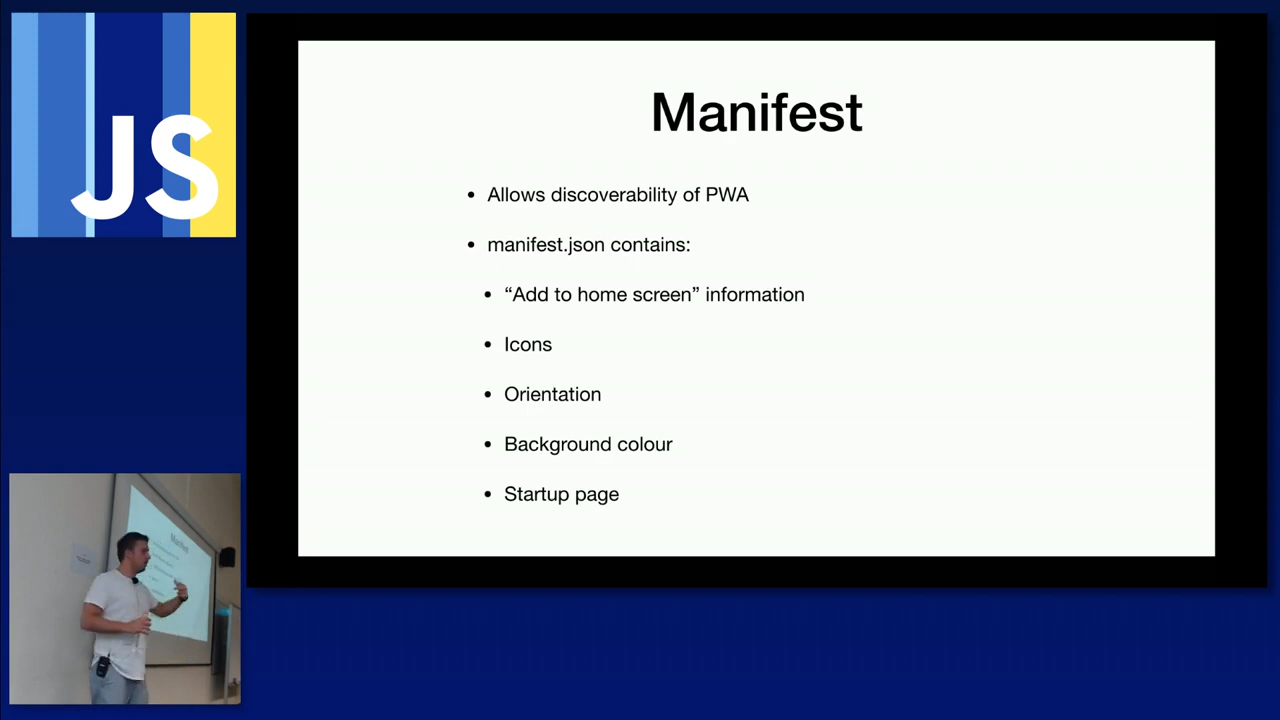 JS
Manifest
• Allows discoverability of PWA
• manifest.json contains:
• “Add to home screen” information
• Icons
• Orientation
• Background colour
• Startup page
Manifest